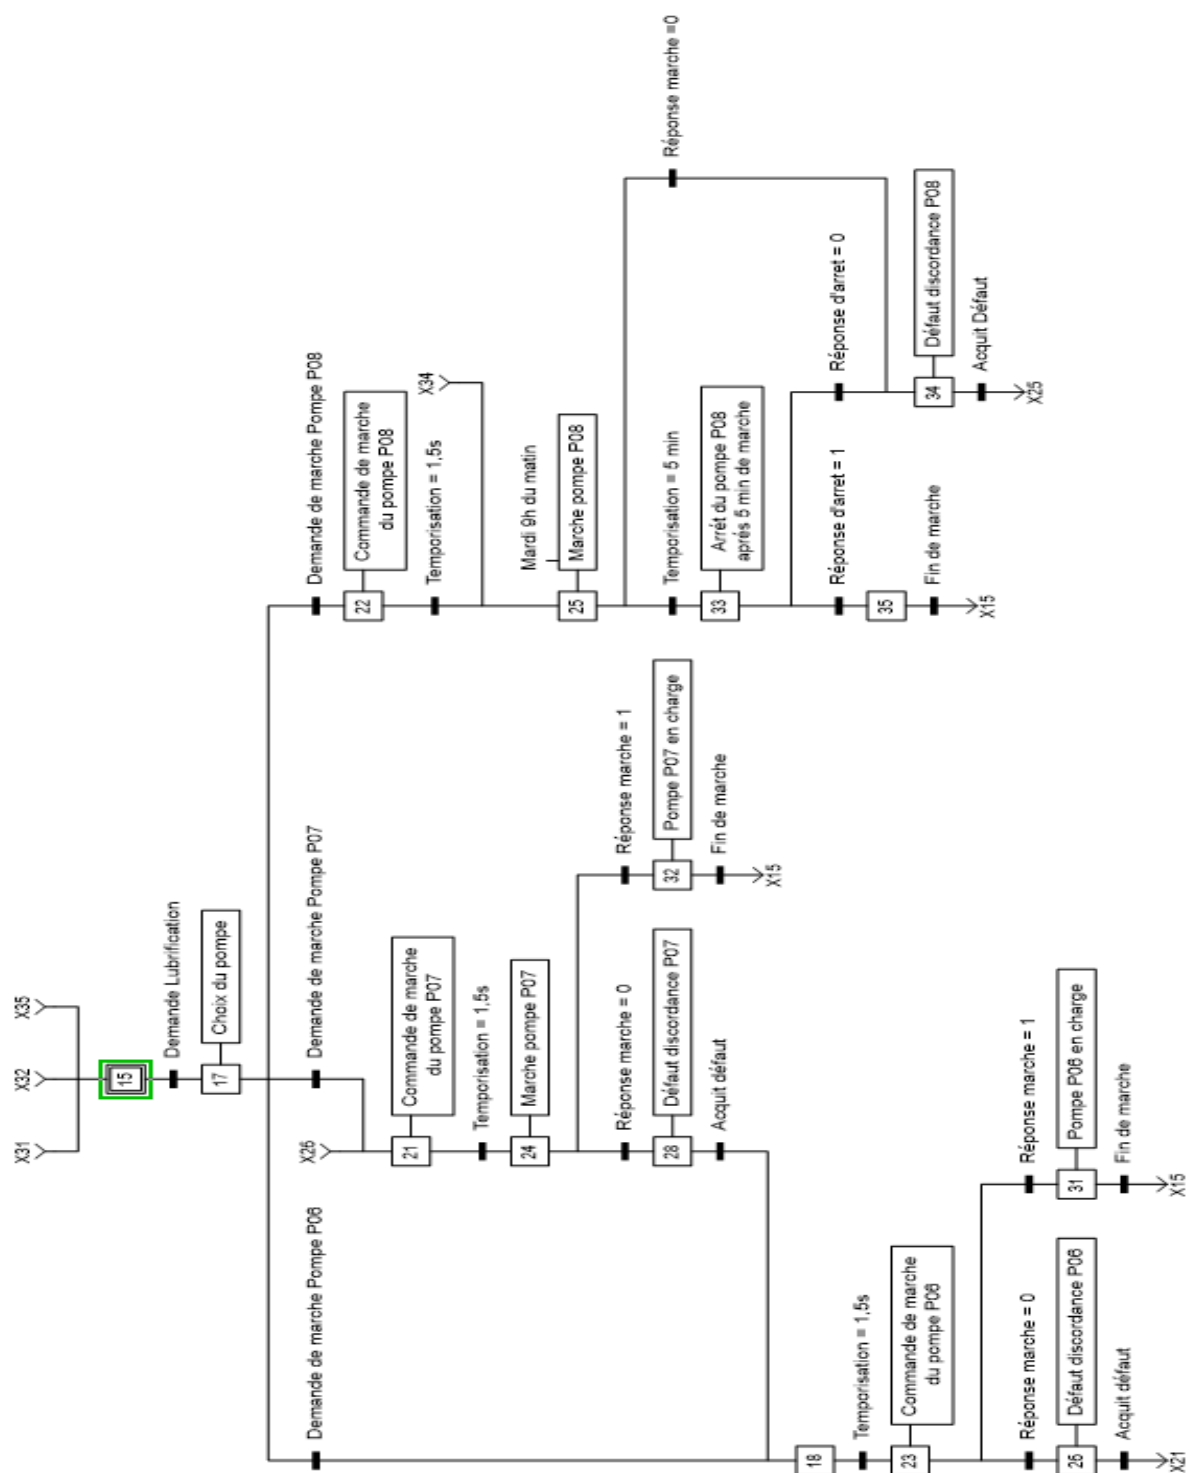 X31
X32
X35
15
Demande Lubrification
17
Choix du pompe
Demande de marche Pompe P06
Demande de marche Pompe P07
Demande de marche Pompe P08
X26
21
Commande de marche
du pompe P07
22
Commande de marche
du pompe P08
Temporisation = 1,5s
Temporisation = 1,5s
X34
24
Marche pompe P07
Mardi 9h du matin
25
Marche pompe P08
Réponse marche = 0
Réponse marche = 1
Temporisation = 5 min
Réponse marche =0
28
Défaut discordance P07
32
Pompe P07 en charge
33
Arrét du pompe P08
aprés 5 min de marche
Acquit défaut
Fin de marche
X15
Réponse d'arret = 1
Réponse d'arret = 0
18
35
34
Défaut discordance P08
Temporisation = 1,5s
Fin de marche
Acquit Défaut
23
Commande de marche
du pompe P06
X15
X25
Réponse marche = 0
Réponse marche = 1
26
Défaut discordance P06
31
Pompe P06 en charge
Acquit défaut
Fin de marche
X21
X15